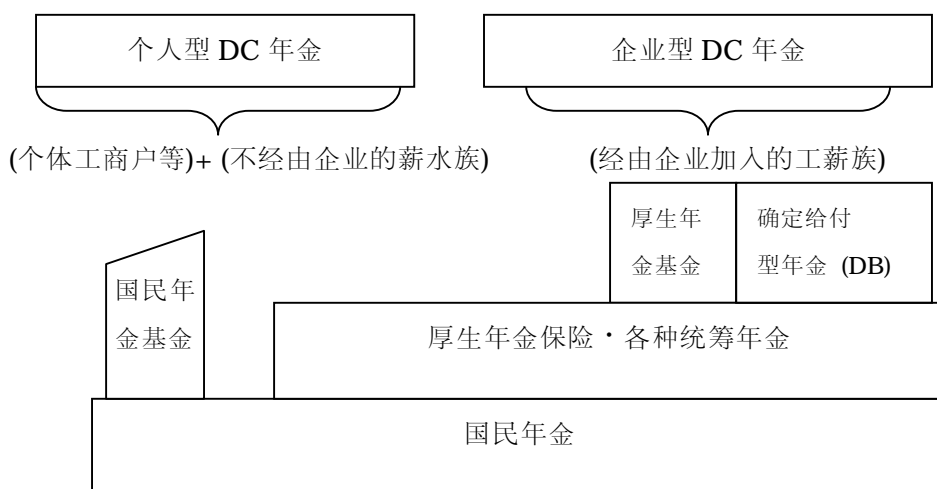 个人型 DC 年金
企业型 DC 年金
(个体工商户等)+ (不经由企业的薪水族)
(经由企业加入的工薪族)
厚生年
金基金
确定给付
型年金 (DB)
国民年
金基金
厚生年金保险・各种统筹年金
国民年金